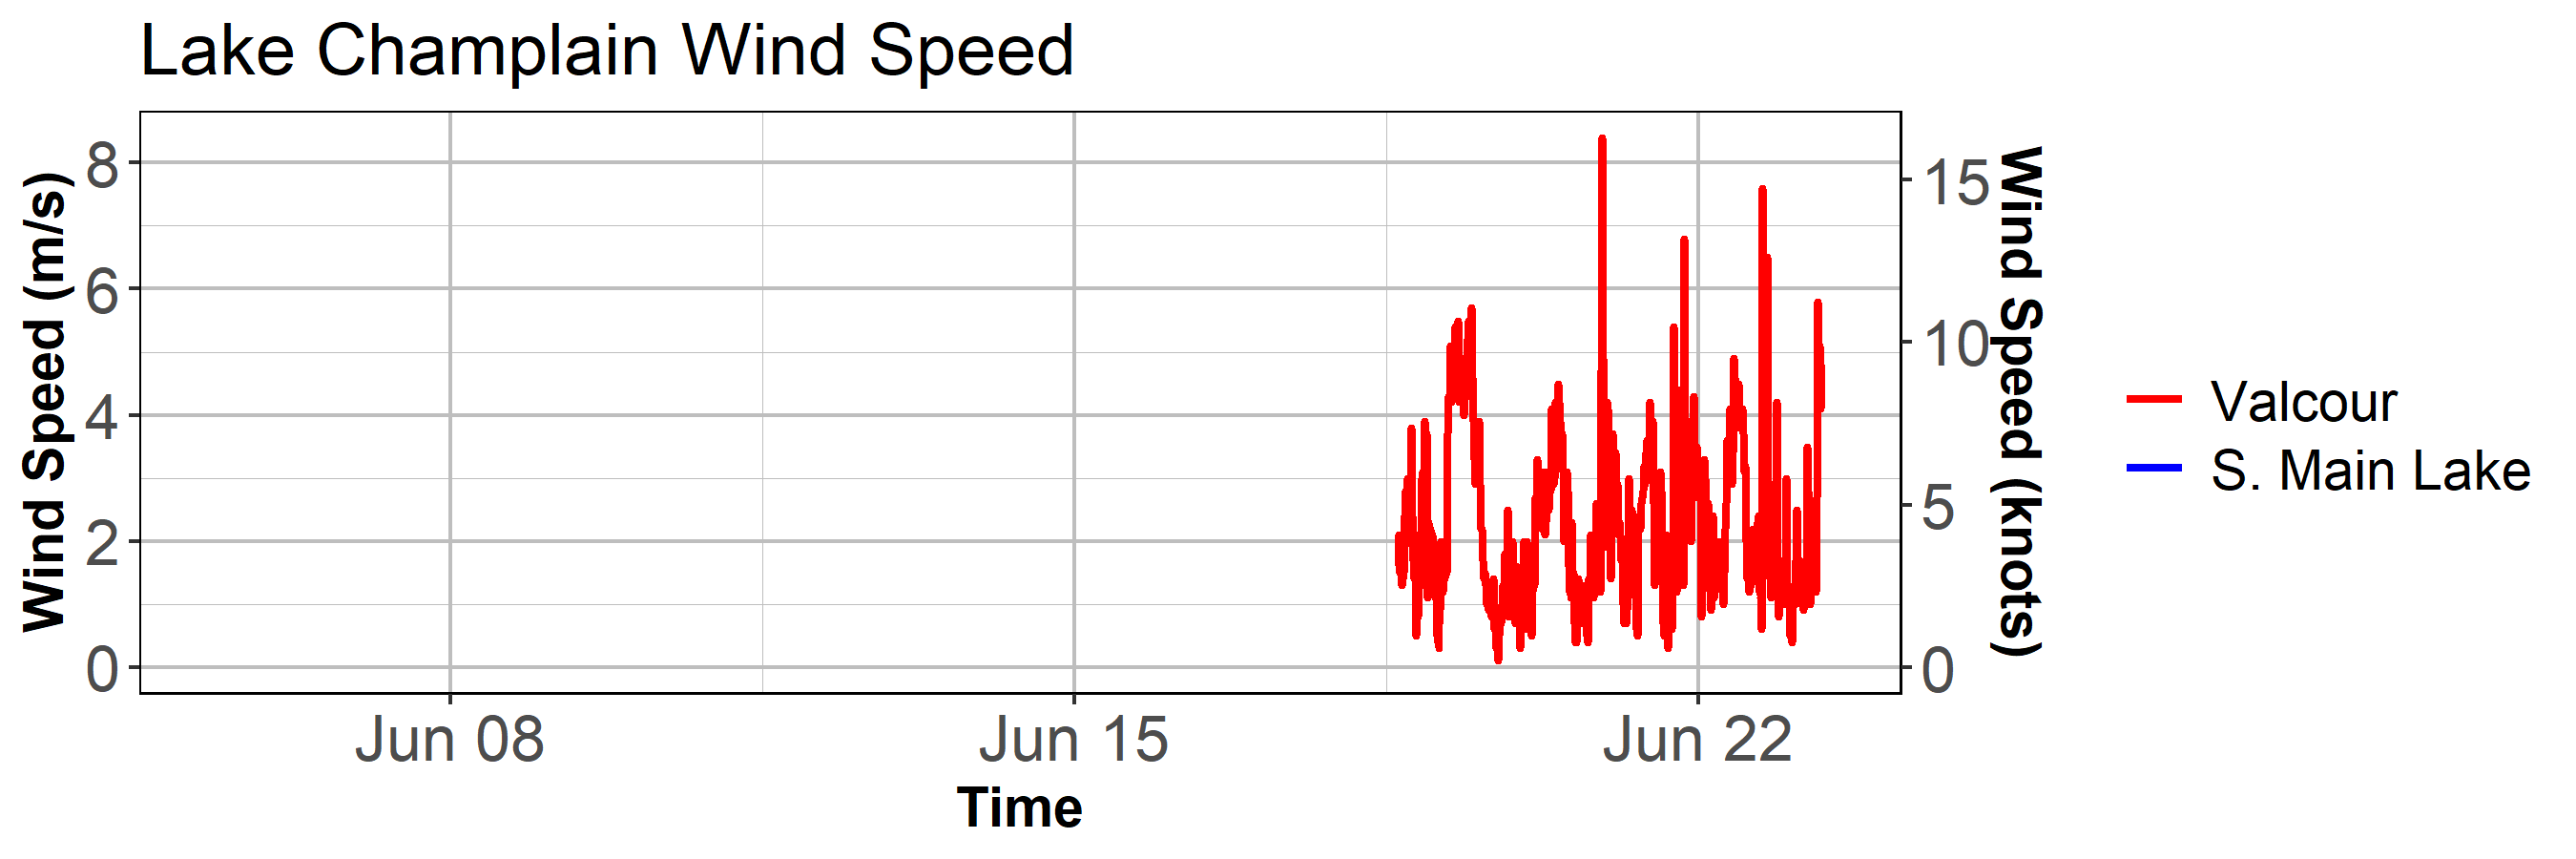 Lake Champlain Wind Speed
Wind Speed (m/s)
8
6
4
2
0
15
10
5
0
Wind Speed (knots)
Jun 08
Jun 15
Jun 22
Time
Valcour
S. Main Lake